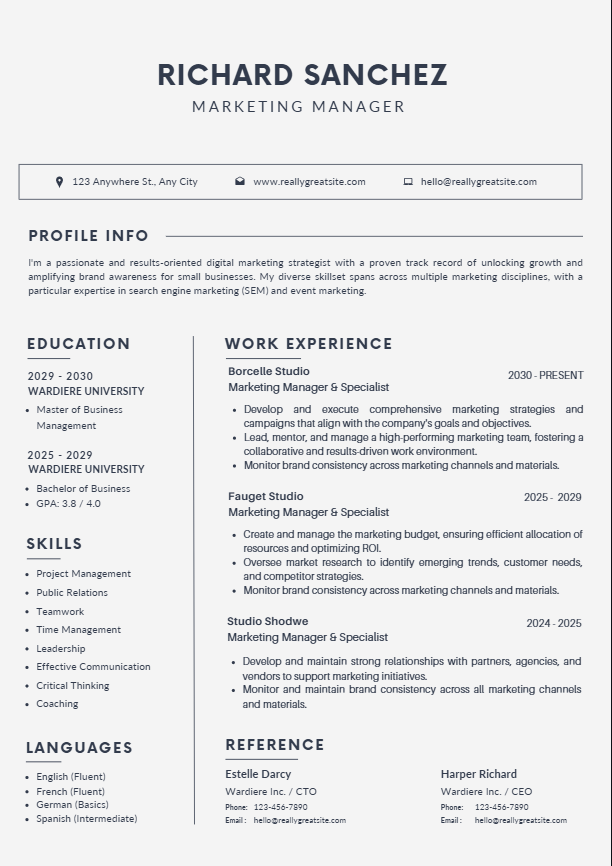 RICHARD SANCHEZ
MARKETING MANAGER
123 Anywhere St., Any City
www.reallygreatsite.com
hello@reallygreatsite.com
PROFILE INFO
I'm a passionate and results-oriented digital marketing strategist with a proven track record of unlocking growth and
amplifying brand awareness for small businesses. My diverse skillset spans across multiple marketing disciplines, with a
particular expertise in search engine marketing (SEM) and event marketing.
EDUCATION
2029 - 2030
WARDIERE UNIVERSITY
• Master of Business
Management
2025 - 2029
WARDIERE UNIVERSITY
• Bachelor of Business
• GPA: 3.8 / 4.0
SKILLS
• Project Management
• Public Relations
• Teamwork
• Time Management
• Leadership
• Effective Communication
• Critical Thinking
• Coaching
LANGUAGES
• English (Fluent)
• French (Fluent)
• German (Basics)
• Spanish (Intermediate)
WORK EXPERIENCE
Borcelle Studio
2030 - PRESENT
Marketing Manager & Specialist
• Develop and execute comprehensive marketing strategies and
campaigns that align with the company's goals and objectives.
• Lead, mentor, and manage a high-performing marketing team, fostering a
collaborative and results-driven work environment.
• Monitor brand consistency across marketing channels and materials.
Fauget Studio
2025 - 2029
Marketing Manager & Specialist
• Create and manage the marketing budget, ensuring efficient allocation of
resources and optimizing ROI.
• Oversee market research to identify emerging trends, customer needs,
and competitor strategies.
• Monitor brand consistency across marketing channels and materials.
Studio Shodwe
2024 - 2025
Marketing Manager & Specialist
• Develop and maintain strong relationships with partners, agencies, and
vendors to support marketing initiatives.
• Monitor and maintain brand consistency across all marketing channels
and materials.
REFERENCE
Estelle Darcy
Wardiere Inc. / CTO
Phone: 123-456-7890
Email : hello@reallygreatsite.com
Harper Richard
Wardiere Inc. / CEO
Phone: 123-456-7890
Email : hello@reallygreatsite.com